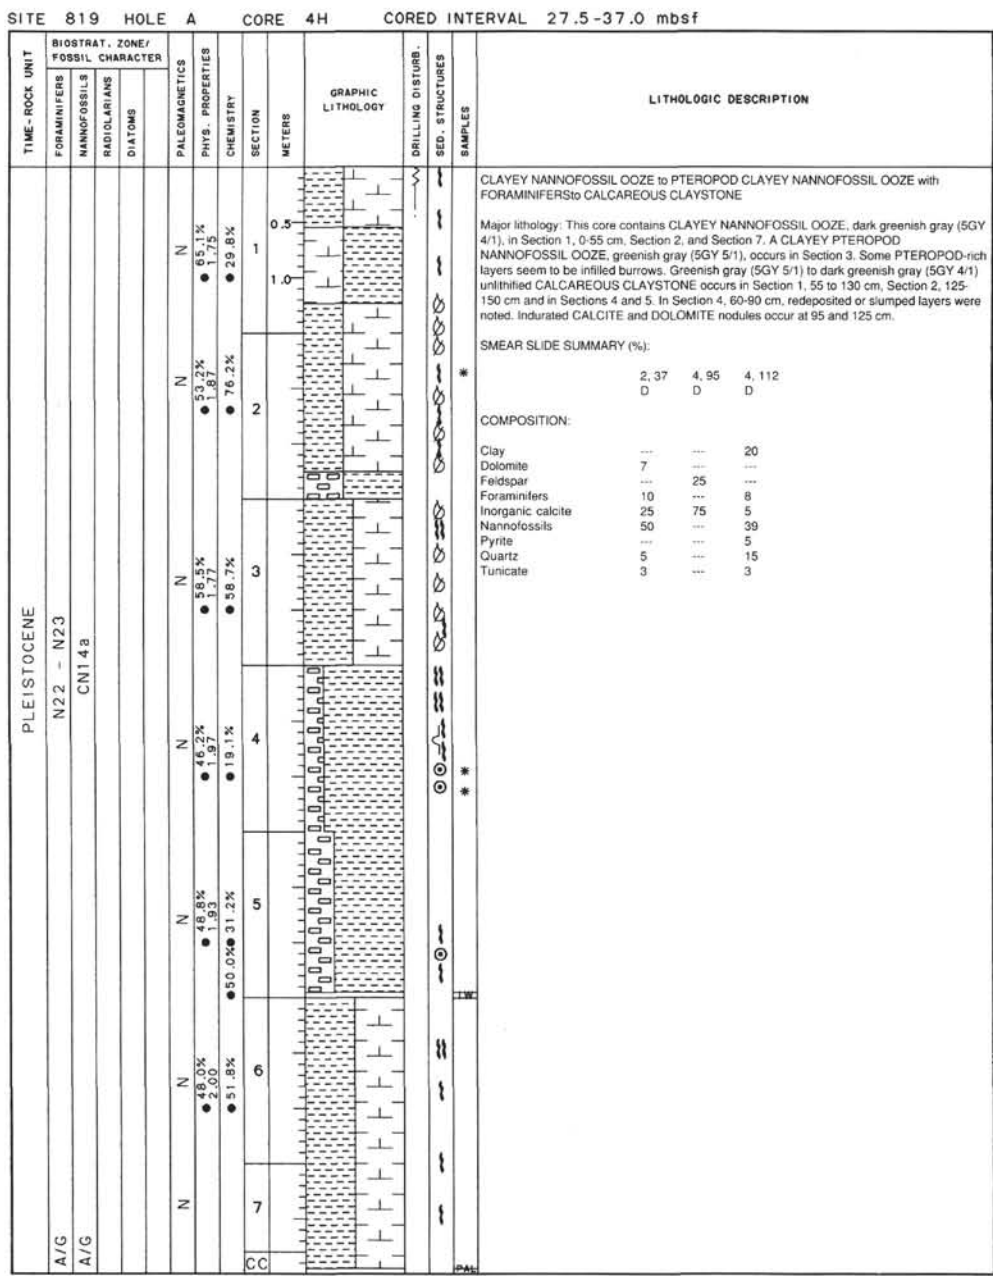 SITE 819 HOLE A CORE 4H CORED INTERVAL 27.5-37.0 mbsf
TIME-ROCK UNIT
BIOSTRAT. ZONE/
FOSSIL CHARACTER
FORAMINIFERS
NANNOFOSSILS
RADIOLARIANS
DIATOMS
PALEOMAGNETICS
PHYS. PROPERTIES
CHEMISTRY
SECTION
METERS
GRAPHIC
LITHOLOGY
DRILLING DISTURB.
SED. STRUCTURES
SAMPLES
LITHOLOGIC DESCRIPTION
PLEISTOCENE
N22 - N23
CN14a
A/G
A/G
N
65.1%
1.75
29.8%
1
0.5
1.0
N
53.2%
1.87
76.2%
2
*
N
58.5%
1.77
58.7%
3
N
46.2%
1.97
19.1%
4
*
*
N
48.8%
1.93
31.2%
50.0%
5
IW
N
48.0%
2.00
51.8%
6
N
7
CC
PAL
CLAYEY NANNOFOSSIL OOZE to PTEROPOD CLAYEY NANNOFOSSIL OOZE with
FORAMINIFERSto CALCAREOUS CLAYSTONE
Major lithology: This core contains CLAYEY NANNOFOSSIL OOZE, dark greenish gray (5GY
4/1), in Section 1, 0-55 cm, Section 2, and Section 7. A CLAYEY PTEROPOD
NANNOFOSSIL OOZE, greenish gray (5GY 5/1), occurs in Section 3. Some PTEROPOD-rich
layers seem to be infilled burrows. Greenish gray (5GY 5/1) to dark greenish gray (5GY 4/1)
unlithified CALCAREOUS CLAYSTONE occurs in Section 1, 55 to 130 cm, Section 2, 125-
150 cm and in Sections 4 and 5. In Section 4, 60-90 cm, redeposited or slumped layers were
noted. Indurated CALCITE and DOLOMITE nodules occur at 95 and 125 cm.
SMEAR SLIDE SUMMARY (%):
2, 37 4, 95 4, 112
D D D
COMPOSITION:
Clay --- --- 20
Dolomite 7 --- ---
Feldspar --- 25 ---
Foraminifers 10 --- 8
Inorganic calcite 25 75 5
Nannofossils 50 --- 39
Pyrite --- --- 5
Quartz 5 --- 15
Tunicate 3 --- 3